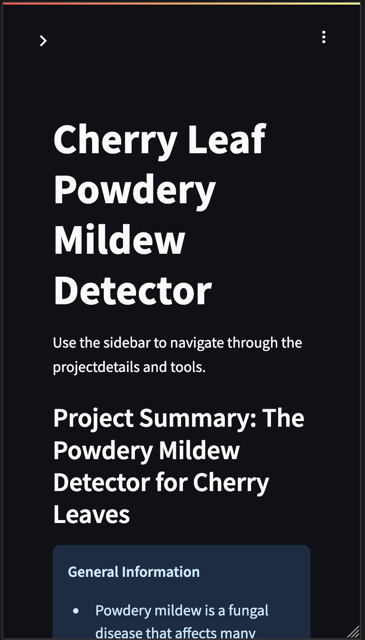 Cherry Leaf
Powdery
Mildew
Detector
Use the sidebar to navigate through the
projectdetails and tools.
Project Summary: The
Powdery Mildew
Detector for Cherry
Leaves
General Information
• Powdery mildew is a fungal
disease that affects many